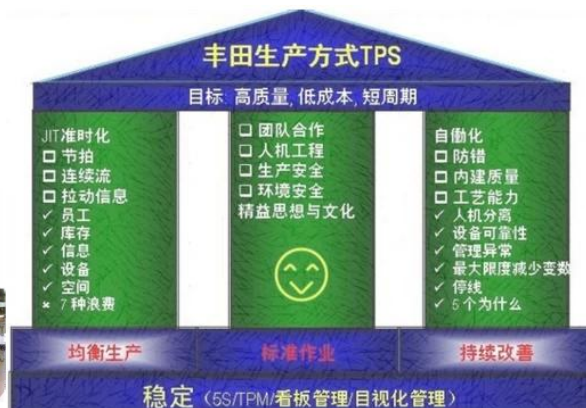 丰田生产方式TPS
目标: 高质量, 低成本, 短周期
JIT准时化
节拍
连续流
拉动信息
员工
库存
信息
设备
空间
7 种浪费
团队合作
人机工程
生产安全
环境安全
精益思想与文化
自働化
防错
内建质量
工艺能力
人机分离
设备可靠性
管理异常
最大限度减少变数
停线
5 个为什么
均衡生产
标准作业
持续改善
稳定（5S/TPM/看板管理/目视化管理）